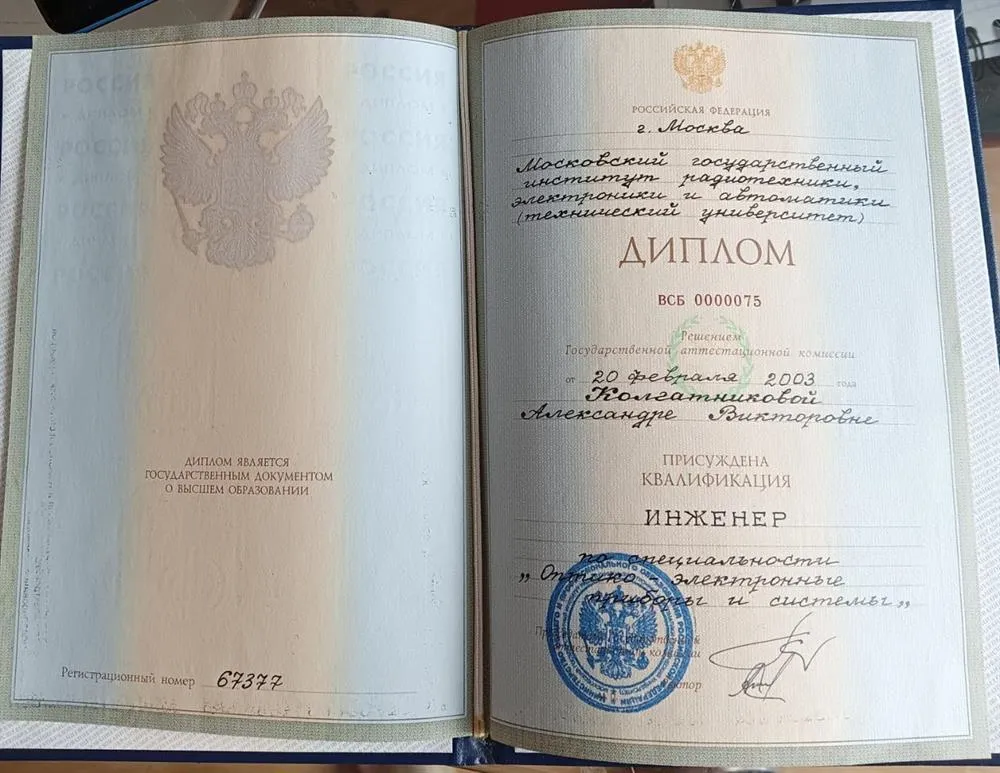 ДИПЛОМ ЯВЛЯЕТСЯ
ГОСУДАРСТВЕННЫМ ДОКУМЕНТОМ
О ВЫСШЕМ ОБРАЗОВАНИИ
Регистрационный номер 67377
РОССИЙСКАЯ ФЕДЕРАЦИЯ
г. Москва
Московский государственный
институт радиотехники,
электроники и автоматики
(технический университет)
ДИПЛОМ
ВСБ 0000075
Решением
Государственной аттестационной комиссии
от 20 февраля 2003 года
Колгатниковой
Александре Викторовне
ПРИСУЖДЕНА
КВАЛИФИКАЦИЯ
ИНЖЕНЕР
по специальности
„Оптико-электронные
приборы и системы„